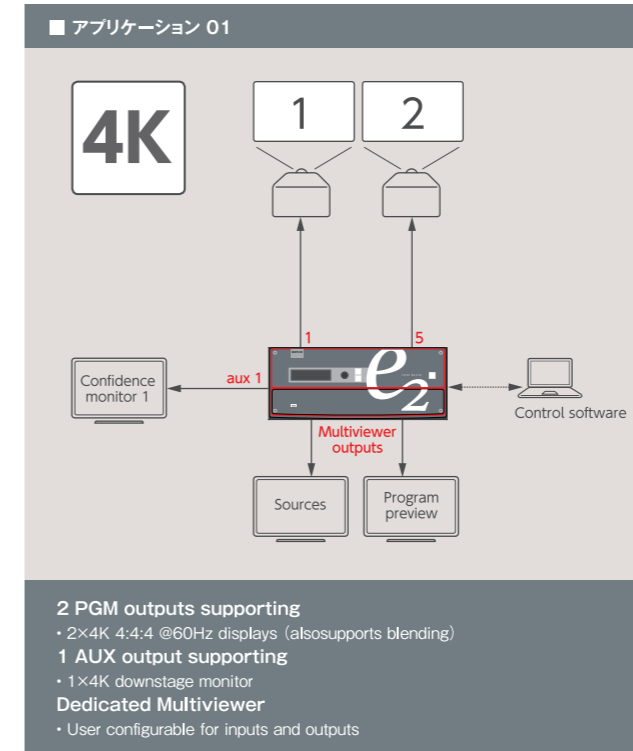 ■ アプリケーション 01
4K
1
2
1
5
e2
Confidence
monitor 1
aux 1
Control software
Multiviewer
outputs
Sources
Program
preview
2 PGM outputs supporting
・2×4K 4:4:4 @60Hz displays（alsosupports blending）
1 AUX output supporting
・1×4K downstage monitor
Dedicated Multiviewer
・User configurable for inputs and outputs